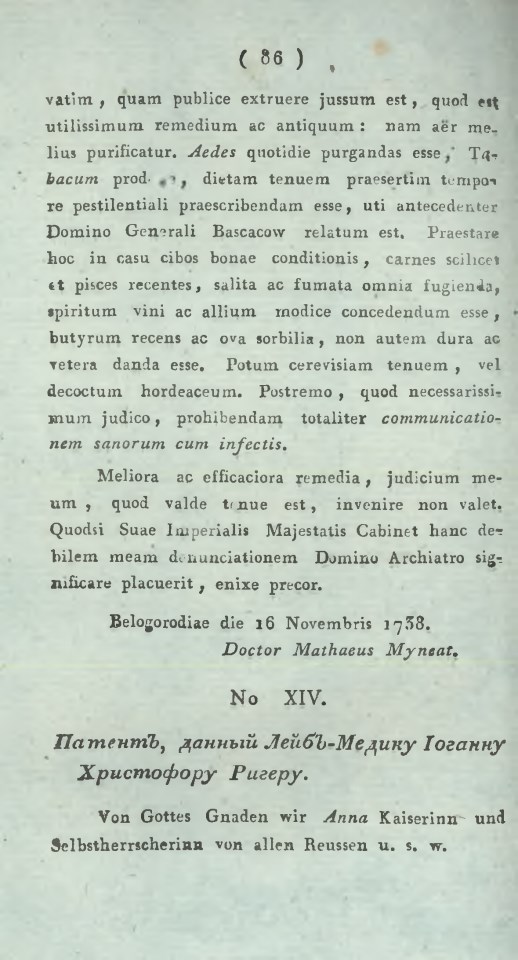 ( 86 )
vatim, quam publice extruere jussum est, quod est
utilissimum remedium ac antiquum: nam aër me-
lius purificatur. Aedes quotidie purgandas esse, Ta-
bacum dietam tenuem praesertim tempo-
re pestilentiali praescribendam esse, uti antecedenter
Domino Generali Bascacow relatum est. Praestare
hoc in casu cibos bonae conditionis, carnes scilicet
et pisces recentes, salita ac fumata omnia fugienda,
spiritum vini ac allium modice concedendum esse,
butyrum recens ac ova sorbilia, non autem dura ac
vetera danda esse. Potum cerevisiam tenuem, vel
decoctum hordeaceum. Postremo, quod necessarissi-
mum judico, prohibendam totaliter communicatio-
nem sanorum cum infectis.
Meliora ac efficaciora remedia, judicium me-
um, quod valde tenue est, invenire non valet.
Quodsi Suae Imperialis Majestatis Cabinet hanc de-
bilem meam denunciationem Domino Archiatro sig-
nificare placuerit, enixe precor.
Belogorodiae die 16 Novembris 1738.
Doctor Mathaeus Myneat.
No XIV.
Патентъ, данный Лейбъ-Медику Іоганну
Христофору Ригеру.
Von Gottes Gnaden wir Anna Kaiserinn und
Selbstherrscherinn von allen Reussen u. s. w.